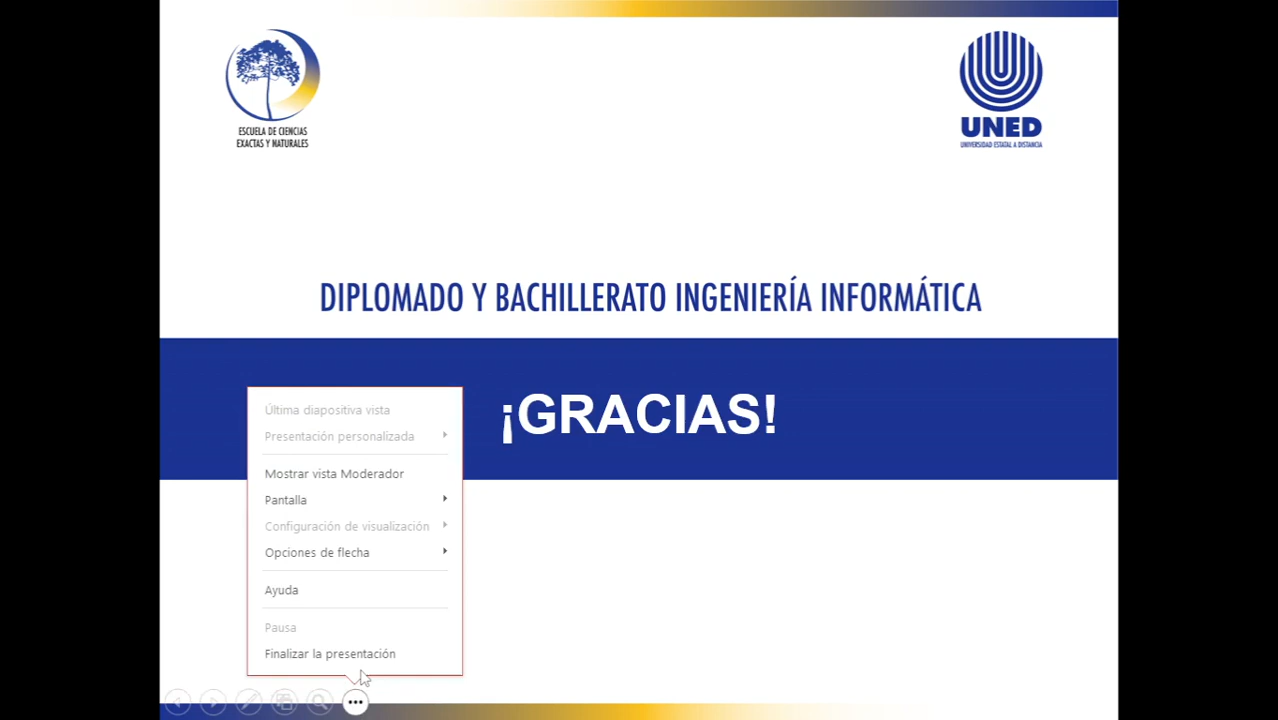 ESCUELA DE CIENCIAS
EXACTAS Y NATURALES
UNED
UNIVERSIDAD ESTATAL A DISTANCIA
DIPLOMADO Y BACHILLERATO INGENIERÍA INFORMÁTICA
¡GRACIAS!
Última diapositiva vista
Presentación personalizada
Mostrar vista Moderador
Pantalla
Configuración de visualización
Opciones de flecha
Ayuda
Pausa
Finalizar la presentación